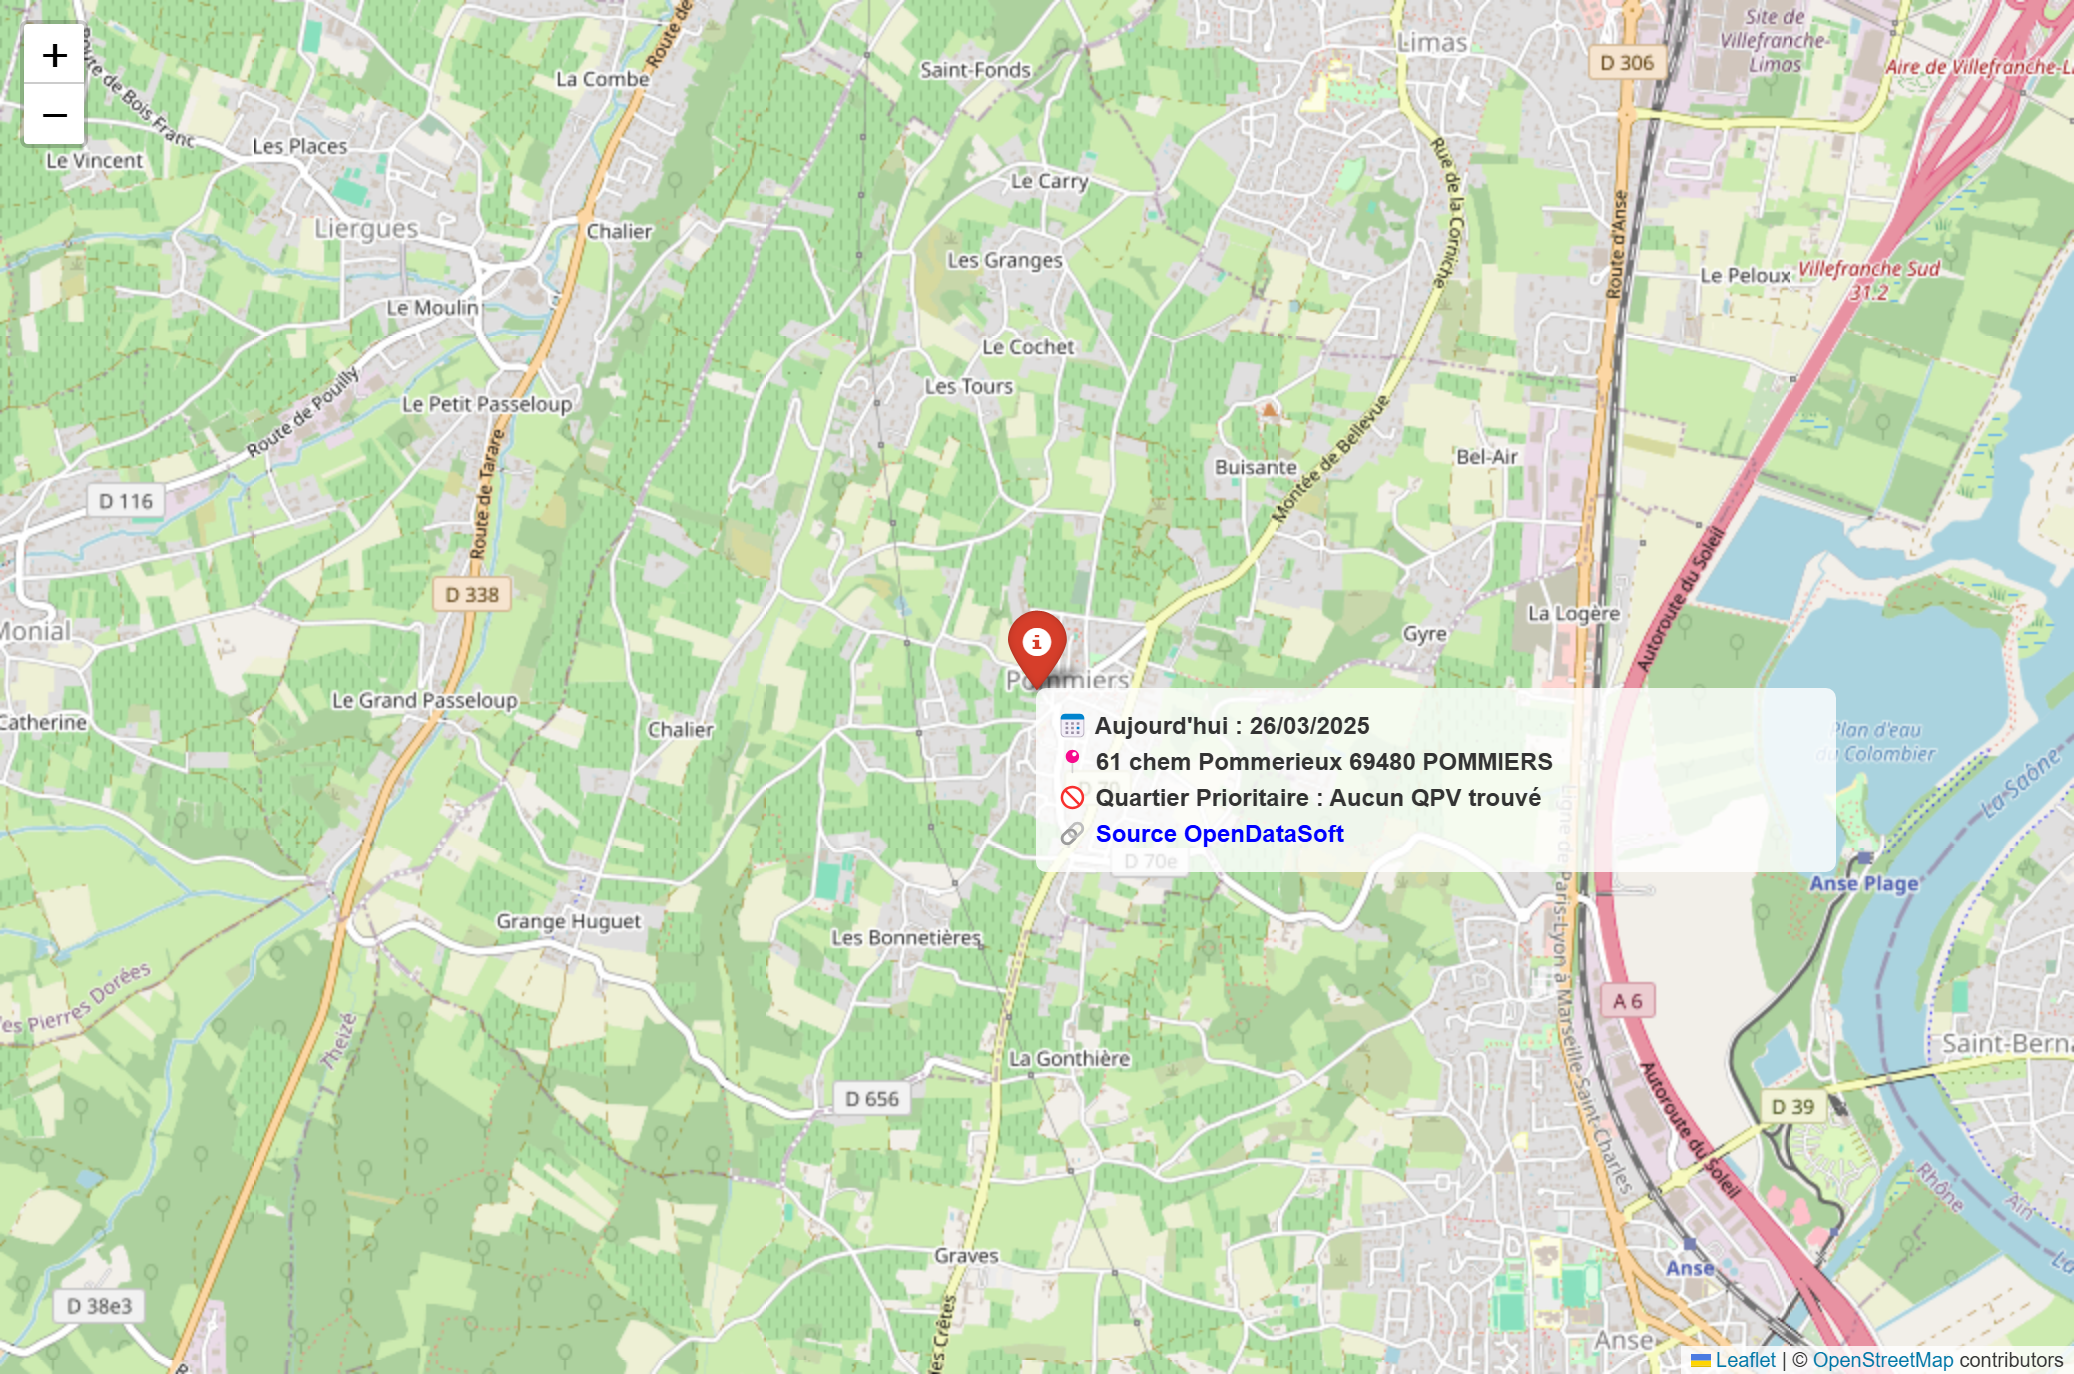 +
−
Route de
Route de Bois Franc
La Combe
Saint-Fonds
Limas
D 306
Site de
Villefranche-
Limas
Les Places
Le Vincent
Le Carry
Liergues
Chalier
Les Granges
Rue de la Corniche
Route d'Anse
Le Peloux
Villefranche Sud
31.2
Le Moulin
Le Cochet
Les Tours
Route de Pouilly
Le Petit Passeloup
Montée de Bellevue
Buisante
Bel-Air
D 116
Route de Tarare
Autoroute du Soleil
D 338
La Logère
Gyre
Monial
Pommiers
Le Grand Passeloup
Catherine
Chalier
Aujourd'hui : 26/03/2025
61 chem Pommerieux 69480 POMMIERS
Quartier Prioritaire : Aucun QPV trouvé
Source OpenDataSoft
Plan d'eau
du Colombier
La Saône
D 70e
Anse Plage
Grange Huguet
Les Bonnetières
Ligne de Paris-Lyon à Marseille-Saint-Charles
es Pierres Dorées
Theizé
A 6
Saint-Berna
La Gonthière
D 656
Autoroute du Soleil
D 39
Rhône
Ain
Graves
Anse
D 38e3
des Crêtes
Anse
Leaflet | © OpenStreetMap contributors